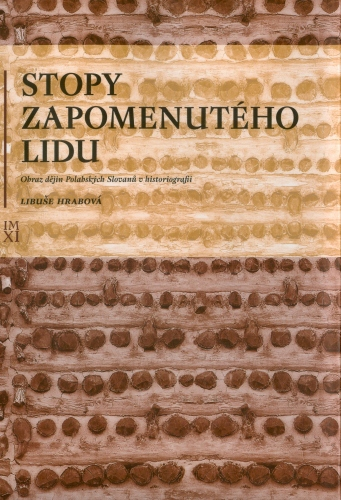 STOPY
ZAPOMENUTÉHO
LIDU
Obraz dějin Polabských Slovanů v historiografii
LIBUŠE HRABOVÁ
IM
XI